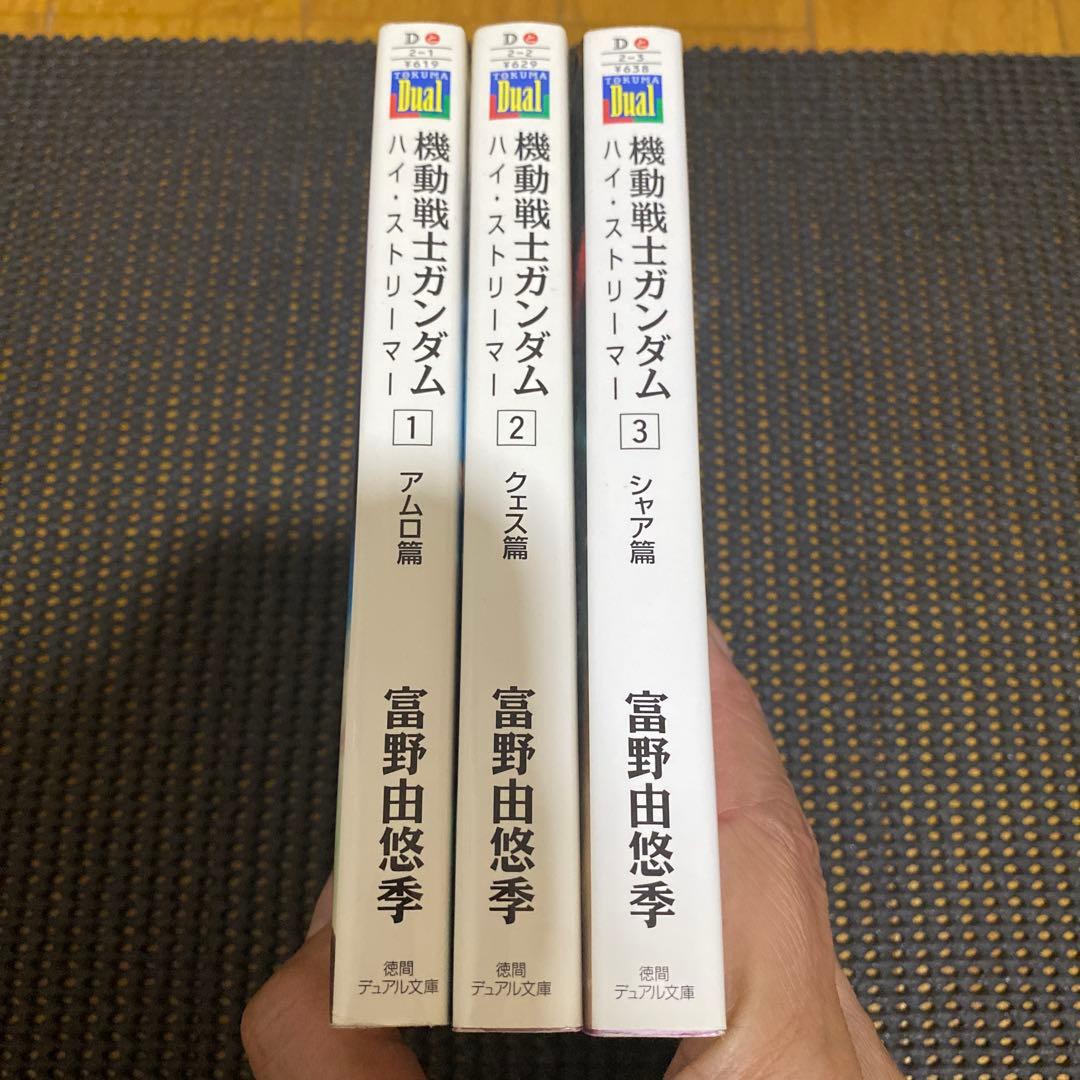 D と
2-1
¥619
TOKUMA
Dual
機動戦士ガンダム
ハイ・ストリーマー
1
アムロ篇
富野由悠季
徳間
デュアル文庫
D と
2-2
¥629
TOKUMA
Dual
機動戦士ガンダム
ハイ・ストリーマー
2
クェス篇
富野由悠季
徳間
デュアル文庫
D と
2-3
¥638
TOKUMA
Dual
機動戦士ガンダム
ハイ・ストリーマー
3
シャア篇
富野由悠季
徳間
デュアル文庫